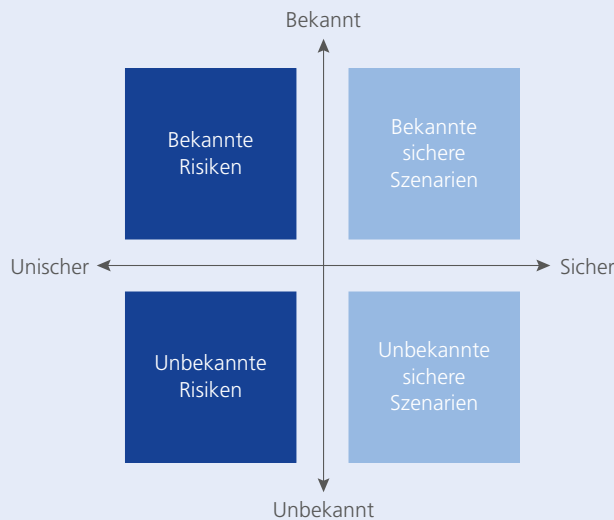 Bekannt
Bekannte
Risiken
Bekannte
sichere
Szenarien
Unischer
Sicher
Unbekannte
Risiken
Unbekannte
sichere
Szenarien
Unbekannt